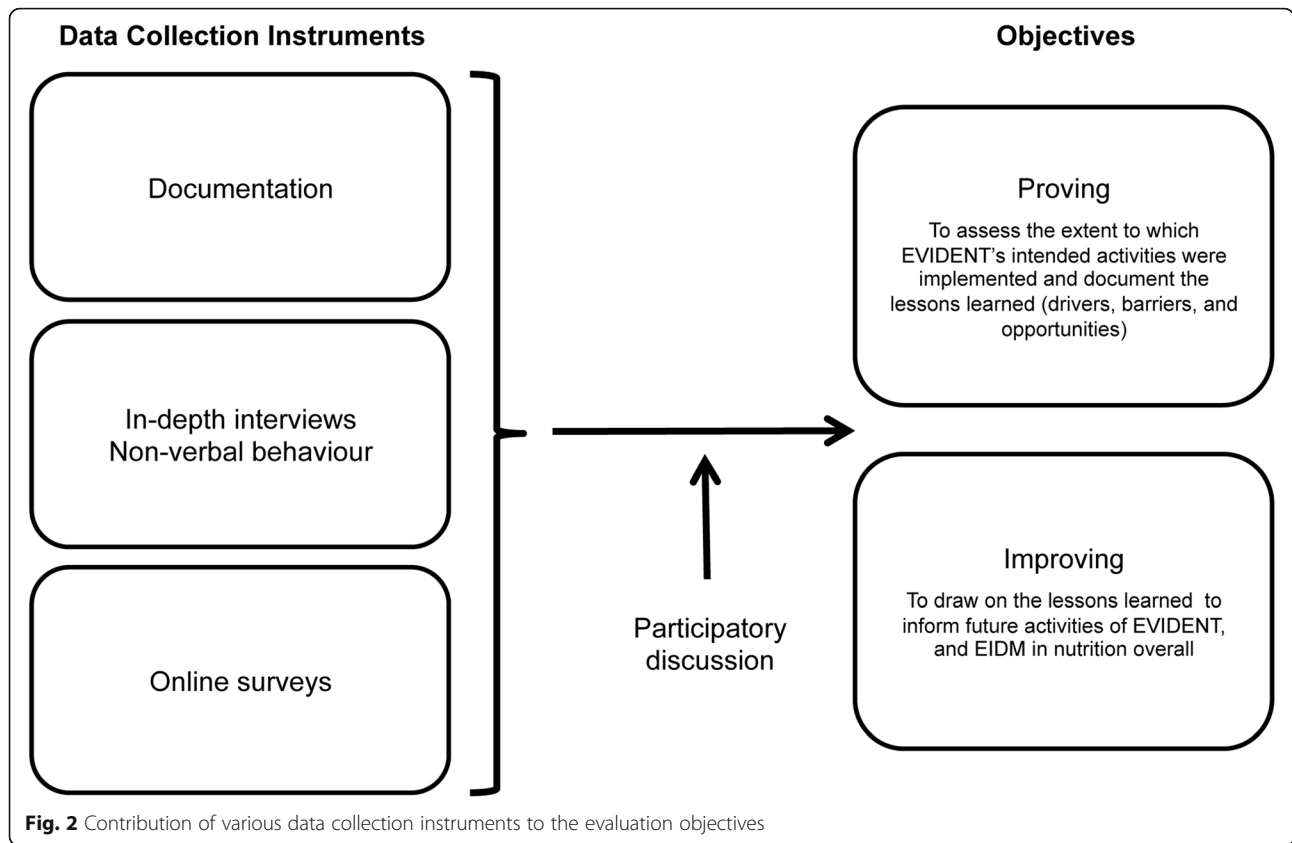 Data Collection Instruments
Documentation
In-depth interviews
Non-verbal behaviour
Online surveys
Participatory
discussion
Objectives
Proving
To assess the extent to which
EVIDENT’s intended activities were
implemented and document the
lessons learned (drivers, barriers, and
opportunities)
Improving
To draw on the lessons learned to
inform future activities of EVIDENT,
and EIDM in nutrition overall
Fig. 2 Contribution of various data collection instruments to the evaluation objectives